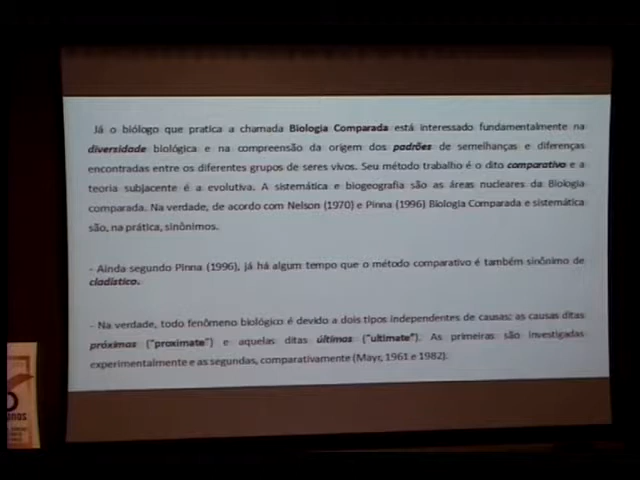 Já o biólogo que pratica a chamada Biologia Comparada está interessado fundamentalmente na
diversidade biológica e na compreensão da origem dos padrões de semelhanças e diferenças
encontradas entre os diferentes grupos de seres vivos. Seu método trabalho é o dito comparativo e a
teoria subjacente é a evolutiva. A sistemática e biogeografia são as áreas nucleares da Biologia
comparada. Na verdade, de acordo com Nelson (1970) e Pinna (1996) Biologia Comparada e sistemática
são, na prática, sinônimos.
- Ainda segundo Pinna (1996), já há algum tempo que o método comparativo é também sinônimo de
cladístico.
- Na verdade, todo fenômeno biológico é devido a dois tipos independentes de causas: as causas ditas
próximas ("proximate") e aquelas ditas últimas ("ultimate"). As primeiras são investigadas
experimentalmente e as segundas, comparativamente (Mayr, 1961 e 1982).
anos